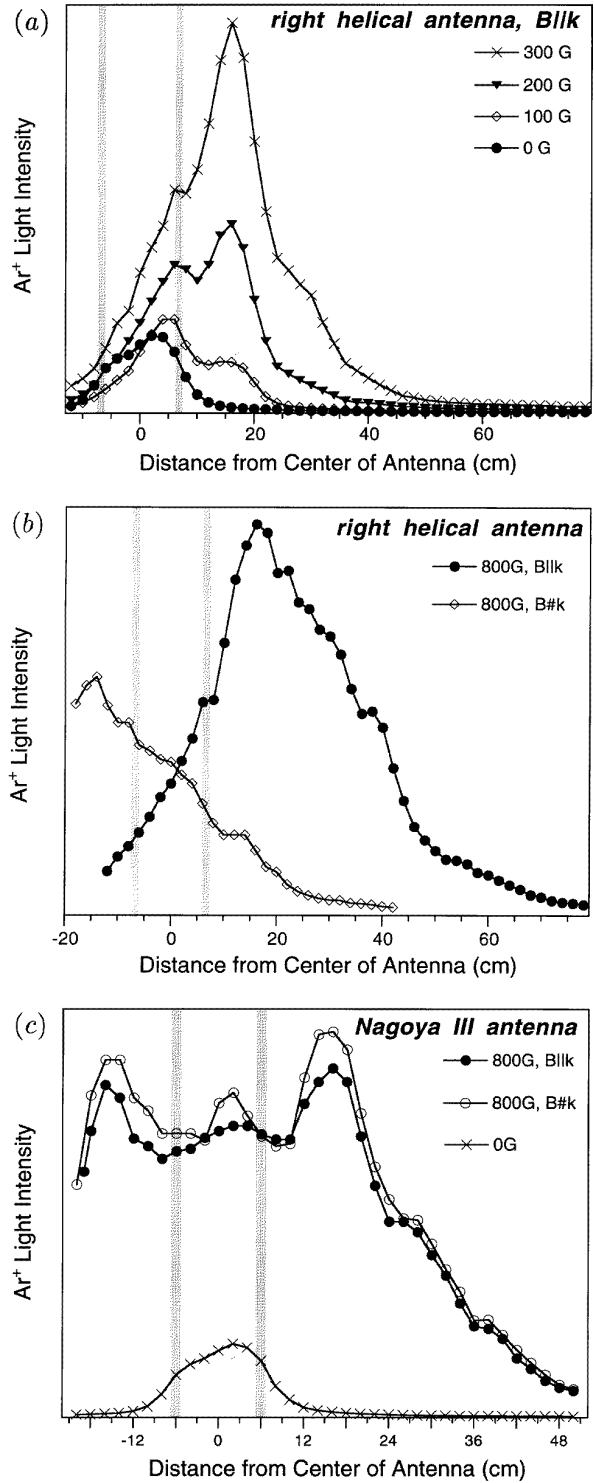 (a)
right helical antenna, B//k
300 G
200 G
100 G
0 G
Ar+ Light Intensity
0 20 40 60
Distance from Center of Antenna (cm)
(b)
right helical antenna
800G, B||k
800G, B#k
Ar+ Light Intensity
-20 0 20 40 60
Distance from Center of Antenna (cm)
(c)
Nagoya III antenna
800G, B||k
800G, B#k
0G
Ar+ Light Intensity
-12 0 12 24 36 48
Distance from Center of Antenna (cm)